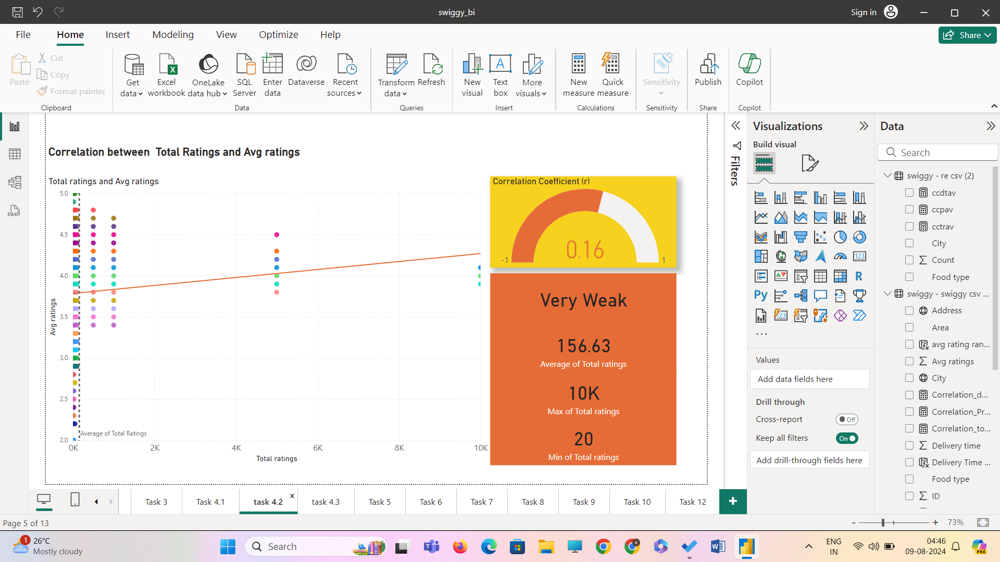 swiggy_bi
Sign in
File Home Insert Modeling View Optimize Help
Share
Paste
Cut
Copy
Format painter
Clipboard
Get data
Excel workbook
OneLake data hub
SQL Server
Enter data
Dataverse
Recent sources
Data
Transform data
Refresh
Queries
New visual
Text box
More visuals
Insert
New measure
Quick measure
Calculations
Sensitivity
Sensitivity
Publish
Share
Copilot
Copilot
Correlation between  Total Ratings and Avg ratings
Total ratings and Avg ratings
5.0
4.5
4.0
3.5
3.0
2.5
2.0
Avg ratings
Average of Total Ratings
0K 2K 4K 6K 8K 10K
Total ratings
Correlation Coefficient (r)
0.16
-1 1
Very Weak
156.63
Average of Total ratings
10K
Max of Total ratings
20
Min of Total ratings
Filters
Visualizations
Build visual
123
R
Py
123
...
Values
Add data fields here
Drill through
Cross-report
Off
Keep all filters
On
Add drill-through fields here
Data
Search
swiggy - re csv (2)
ccdtav
ccpav
cctrav
City
Count
Food type
swiggy - swiggy csv ...
Address
Area
avg rating ran...
Avg ratings
City
Correlation_d...
Correlation_Pr...
Correlation_to...
Delivery time
Delivery Time ...
Food type
ID
DAX
Task 3 Task 4.1 task 4.2 x task 4.3 Task 5 Task 6 Task 7 Task 8 Task 9 Task 10 Task 12 +
Page 5 of 13
- + 73%
1
26°C
Mostly cloudy
Search
A
ENG
IN
04:46
09-08-2024
PRE